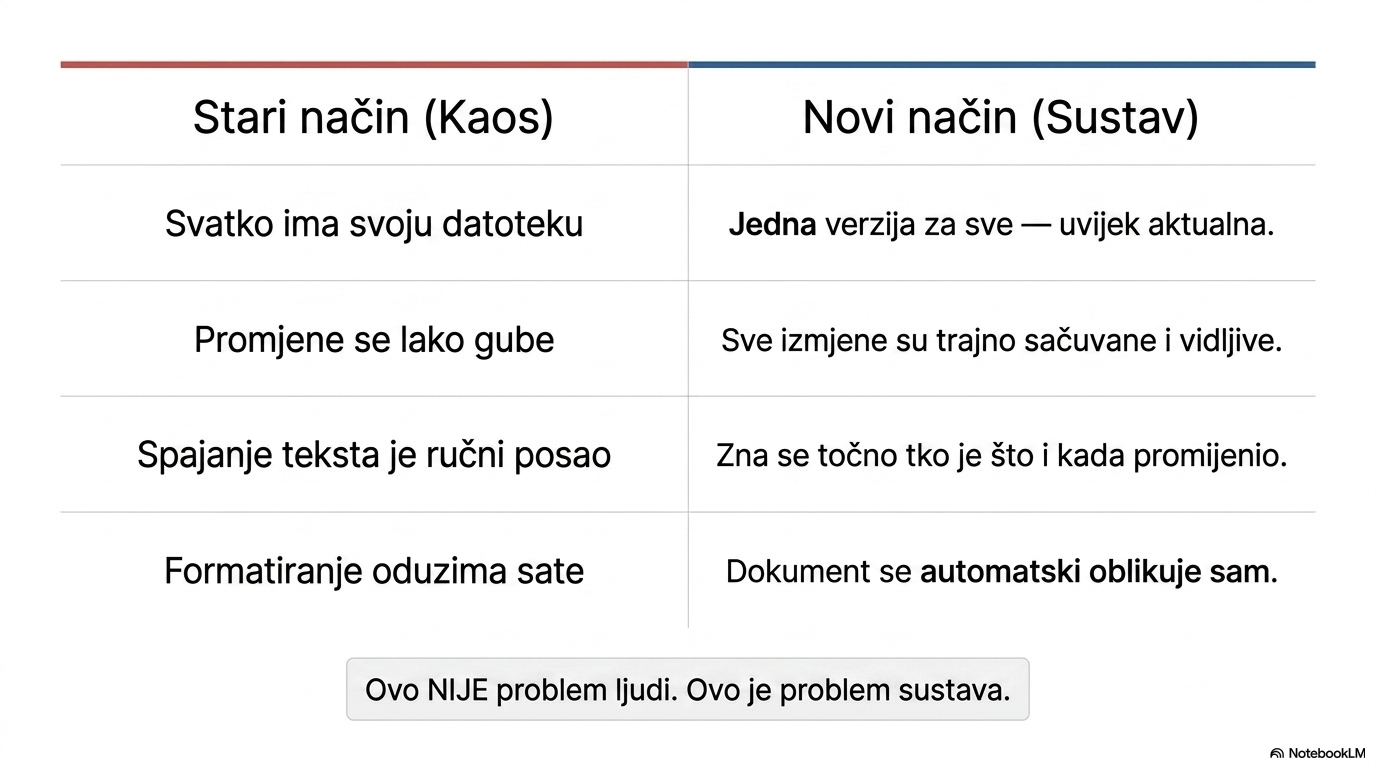 Stari način (Kaos)
Novi način (Sustav)
Svatko ima svoju datoteku
Jedna verzija za sve — uvijek aktualna.
Promjene se lako gube
Sve izmjene su trajno sačuvane i vidljive.
Spajanje teksta je ručni posao
Zna se točno tko je što i kada promijenio.
Formatiranje oduzima sate
Dokument se automatski oblikuje sam.
Ovo NIJE problem ljudi. Ovo je problem sustava.
NotebookLM